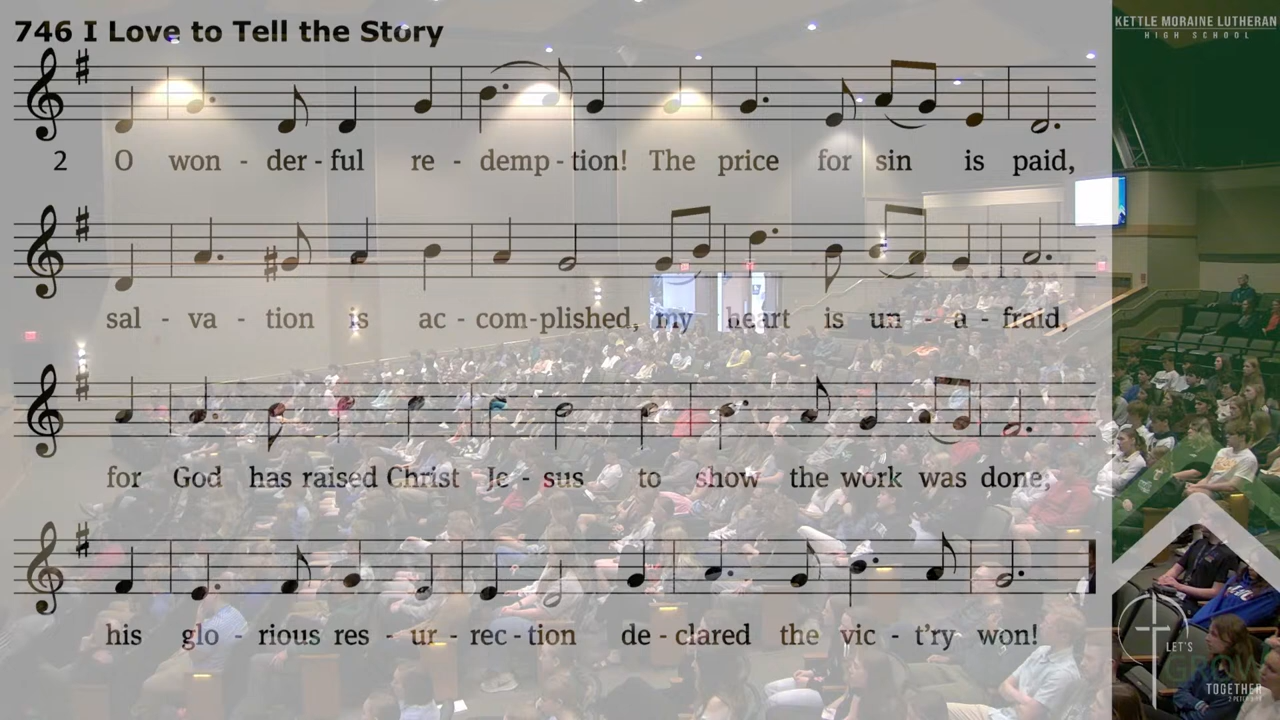 746 I Love to Tell the Story
KETTLE MORAINE LUTHERAN
HIGH SCHOOL
2 O won - der - ful re - demp - tion! The price for sin is paid,
sal - va - tion is ac - com-plished, my heart is un - a - fraid,
for God has raised Christ Je - sus to show the work was done,
his glo - rious res - ur - rec - tion de - clared the vic - t'ry won!
LET'S
GROW
TOGETHER